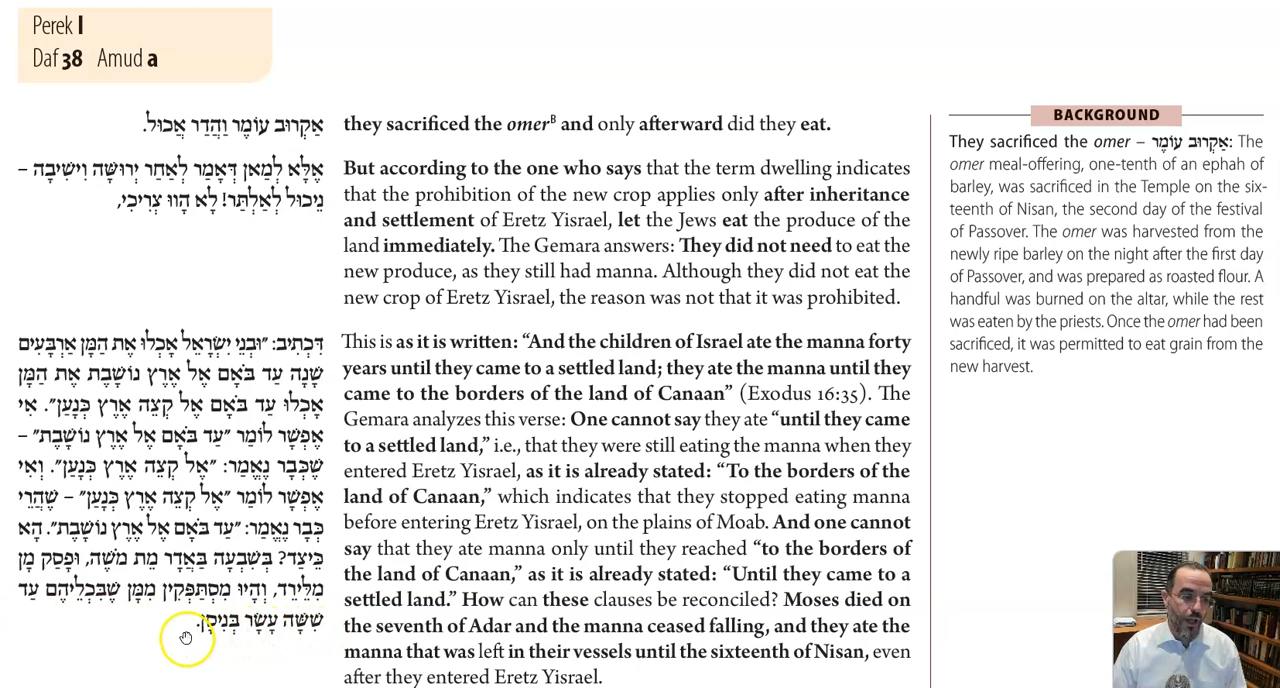 Perek I
Daf 38 Amud a
אַקְרוּב עוֹמֶר וַהֲדַר אֲכוּל.
אֶלָּא לְמַאן דְּאָמַר לְאַחַר יְרוּשָּׁה וִישִׁיבָה –
נֵיכוּל לְאַלְתַּר! לָא הָווּ צְרִיכִי,
דִּכְתִיב: ״וּבְנֵי יִשְׂרָאֵל אָכְלוּ אֶת הַמָּן אַרְבָּעִים
שָׁנָה עַד בֹּאָם אֶל אֶרֶץ נוֹשָׁבֶת אֶת הַמָּן
אָכְלוּ עַד בֹּאָם אֶל קְצֵה אֶרֶץ כְּנָעַן״. אִי
אֶפְשָׁר לוֹמַר ״עַד בֹּאָם אֶל אֶרֶץ נוֹשָׁבֶת״ –
שֶׁכְּבָר נֶאֱמַר: ״אֶל קְצֵה אֶרֶץ כְּנָעַן״. וְאִי
אֶפְשָׁר לוֹמַר ״אֶל קְצֵה אֶרֶץ כְּנָעַן״ – שֶׁהֲרֵי
כְּבָר נֶאֱמַר: ״עַד בֹּאָם אֶל אֶרֶץ נוֹשָׁבֶת״. הָא
כֵּיצַד? בְּשִׁבְעָה בַּאֲדָר מֵת מֹשֶׁה, וּפָסַק מָן
מִלֵּירֵד, וְהָיוּ מִסְתַּפְּקִין מִמָּן שֶׁבִּכְלֵיהֶם עַד
שִׁשָּׁה עָשָׂר בְּנִיסָן.
they sacrificed the omerᴮ and only afterward did they eat.
But according to the one who says that the term dwelling indicates
that the prohibition of the new crop applies only after inheritance
and settlement of Eretz Yisrael, let the Jews eat the produce of the
land immediately. The Gemara answers: They did not need to eat the
new produce, as they still had manna. Although they did not eat the
new crop of Eretz Yisrael, the reason was not that it was prohibited.
This is as it is written: “And the children of Israel ate the manna forty
years until they came to a settled land; they ate the manna until they
came to the borders of the land of Canaan” (Exodus 16:35). The
Gemara analyzes this verse: One cannot say they ate “until they came
to a settled land,” i.e., that they were still eating the manna when they
entered Eretz Yisrael, as it is already stated: “To the borders of the
land of Canaan,” which indicates that they stopped eating manna
before entering Eretz Yisrael, on the plains of Moab. And one cannot
say that they ate manna only until they reached “to the borders of
the land of Canaan,” as it is already stated: “Until they came to a
settled land.” How can these clauses be reconciled? Moses died on
the seventh of Adar and the manna ceased falling, and they ate the
manna that was left in their vessels until the sixteenth of Nisan, even
after they entered Eretz Yisrael.
BACKGROUND
They sacrificed the omer – אַקְרוּב עוֹמֶר: The
omer meal-offering, one-tenth of an ephah of
barley, was sacrificed in the Temple on the six-
teenth of Nisan, the second day of the festival
of Passover. The omer was harvested from the
newly ripe barley on the night after the first day
of Passover, and was prepared as roasted flour. A
handful was burned on the altar, while the rest
was eaten by the priests. Once the omer had been
sacrificed, it was permitted to eat grain from the
new harvest.